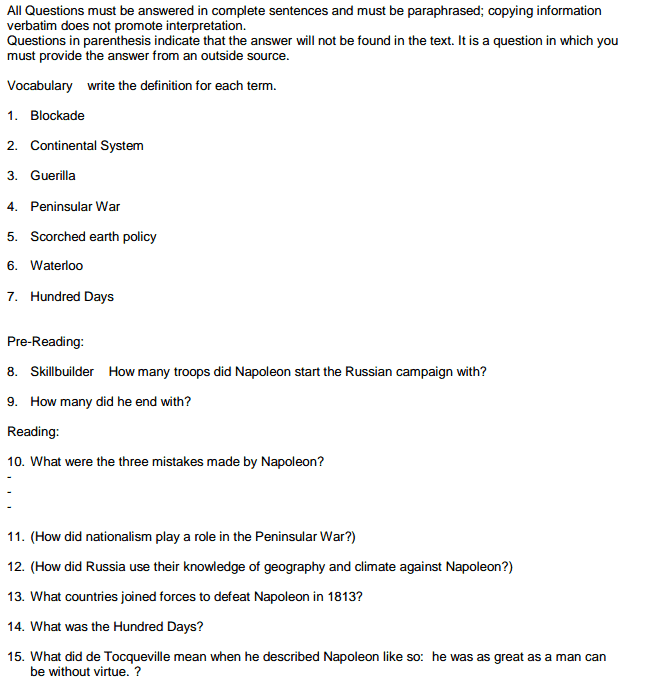 All Questions must be answered in complete sentences and must be paraphrased; copying information
verbatim does not promote interpretation.
Questions in parenthesis indicate that the answer will not be found in the text. It is a question in which you
must provide the answer from an outside source.
Vocabulary write the definition for each term.
1. Blockade
2. Continental System
3. Guerilla
4. Peninsular War
5. Scorched earth policy
6. Waterloo
7. Hundred Days
Pre-Reading:
8. Skillbuilder How many troops did Napoleon start the Russian campaign with?
9. How many did he end with?
Reading:
10. What were the three mistakes made by Napoleon?
-
-
-
11. (How did nationalism play a role in the Peninsular War?)
12. (How did Russia use their knowledge of geography and climate against Napoleon?)
13. What countries joined forces to defeat Napoleon in 1813?
14. What was the Hundred Days?
15. What did de Tocqueville mean when he described Napoleon like so: he was as great as a man can
be without virtue. ?